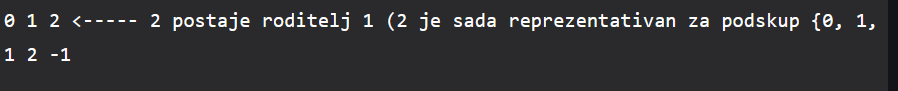 0 1 2 <----- 2 postaje roditelj 1 (2 je sada reprezentativan za podskup {0, 1,
1 2 -1